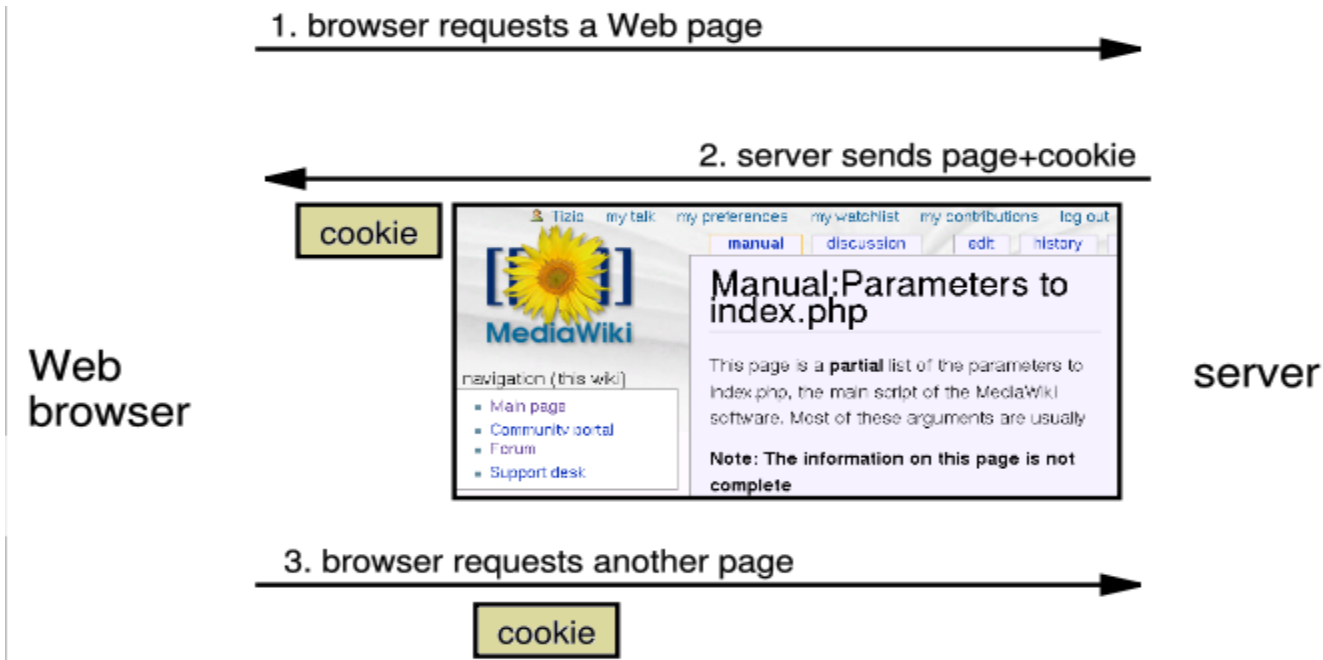 1. browser requests a Web page
2. server sends page+cookie
cookie
Tizio my talk my preferences my watchlist my contributions log out
manual discussion edit history
[[ ]]
MediaWiki
Manual:Parameters to
index.php
This page is a partial list of the parameters to
index.php, the main script of the MediaWiki
software. Most of these arguments are usually
Note: The information on this page is not
complete
navigation (this wiki)
Main page
Community portal
Forum
Support desk
Web
browser
server
3. browser requests another page
cookie